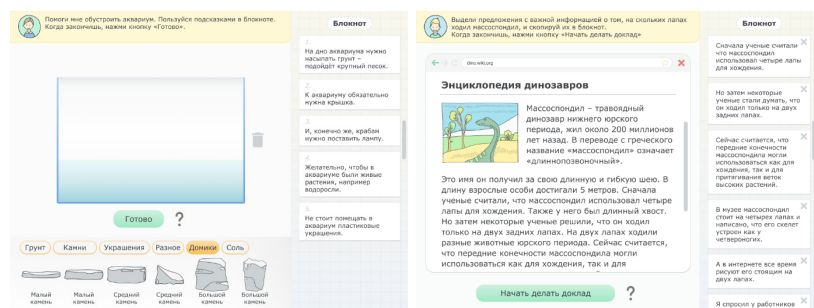 Помоги мне обустроить аквариум. Пользуйся подсказками в блокноте.
Когда закончишь, нажми кнопку «Готово».
Блокнот
1.
На дно аквариума нужно
насыпать грунт –
подойдёт крупный песок.
2.
К аквариуму обязательно
нужна крышка.
3.
И, конечно же, крабам
нужно поставить лампу.
4.
Желательно, чтобы в
аквариуме были живые
растения, например
водоросли.
5.
Не стоит помещать в
аквариум пластиковые
украшения.
Готово
?
Грунт
Камни
Украшения
Разное
Домики
Соль
Малый
камень
Малый
камень
Средний
камень
Средний
камень
Большой
камень
Большой
камень
Выдели предложения с важной информацией о том, на скольких лапах
ходил массоспондил, и скопируй их в блокнот.
Когда закончишь, нажми кнопку «Начать делать доклад»
dino.wiki.org
Энциклопедия динозавров
Массоспондил – травоядный
динозавр нижнего юрского
периода, жил около 200 миллионов
лет назад. В переводе с греческого
название «массоспондил» означает
«длиннопозвоночный».
Это имя он получил за свою длинную и гибкую шею. В
длину взрослые особи достигали 5 метров. Сначала
ученые считали, что массоспондил использовал четыре
лапы для хождения. Также у него был длинный хвост.
Но затем некоторые ученые решили, что он ходил
только на двух задних лапах. На двух лапах ходили
разные животные юрского периода. Сейчас считается,
что передние конечности массоспондила могли
использоваться как для хождения, так и для
Начать делать доклад
?
Блокнот
Сначала ученые считали
что массоспондил
использовал четыре лапы
для хождения.
Но затем некоторые
ученые стали думать, что
он ходил только на двух
задних лапах.
Сейчас считается, что
передние конечности
массоспондила могли
использоваться как для
хождения, так и для
притягивания веток
высоких растений.
В музее массоспондил
стоит на четырех лапах и
написано, что его скелет
устроен как у
четвероногих.
А в интернете все время
рисуют его стоящим на
двух лапах.
Я спросил у работников